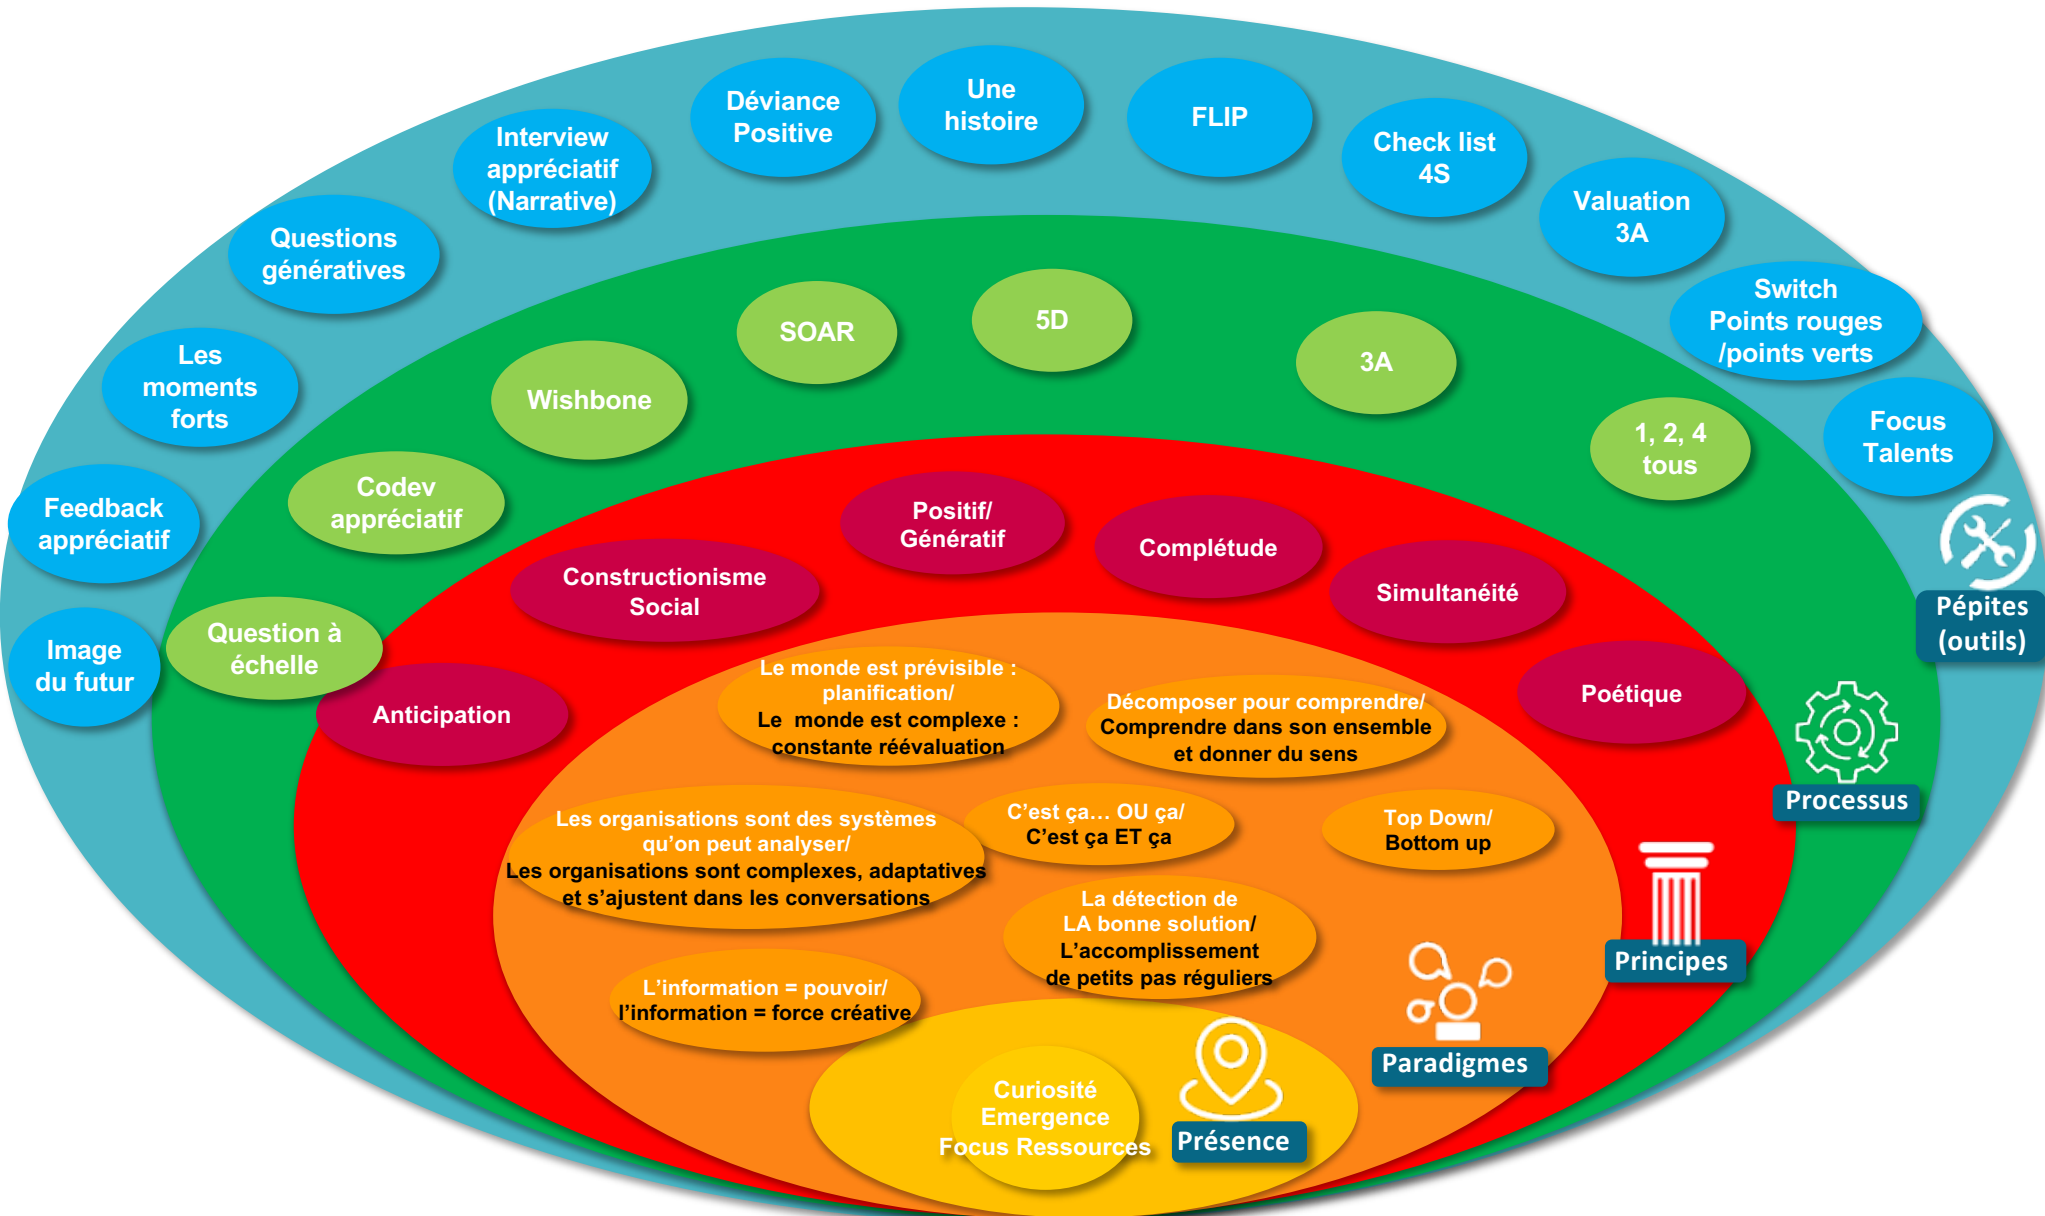 Une
histoire
Déviance
Positive
FLIP
Interview
appréciatif
(Narrative)
Check list
4S
Valuation
3A
Questions
génératives
Switch
Points rouges
/points verts
Les
moments
forts
Focus
Talents
Feedback
appréciatif
Image
du futur
Pépites
(outils)
5D
SOAR
3A
Wishbone
1, 2, 4
tous
Codev
appréciatif
Question à
échelle
Processus
Positif/
Génératif
Complétude
Constructionisme
Social
Simultanéité
Poétique
Anticipation
Principes
Le monde est prévisible :
planification/
Le  monde est complexe :
constante réévaluation
Décomposer pour comprendre/
Comprendre dans son ensemble
et donner du sens
Les organisations sont des systèmes
qu’on peut analyser/
Les organisations sont complexes, adaptatives
et s’ajustent dans les conversations
C’est ça… OU ça/
C’est ça ET ça
Top Down/
Bottom up
La détection de
LA bonne solution/
L’accomplissement
de petits pas réguliers
L’information = pouvoir/
l’information = force créative
Paradigmes
Curiosité
Emergence
Focus Ressources
Présence